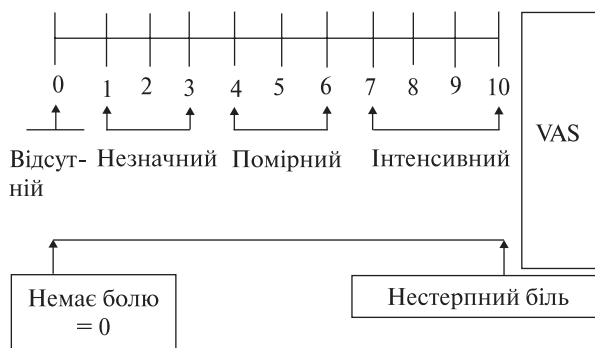 0 1 2 3 4 5 6 7 8 9 10
VAS
Відсут-
ній
Незначний
Помірний
Інтенсивний
Немає болю
= 0
Нестерпний біль